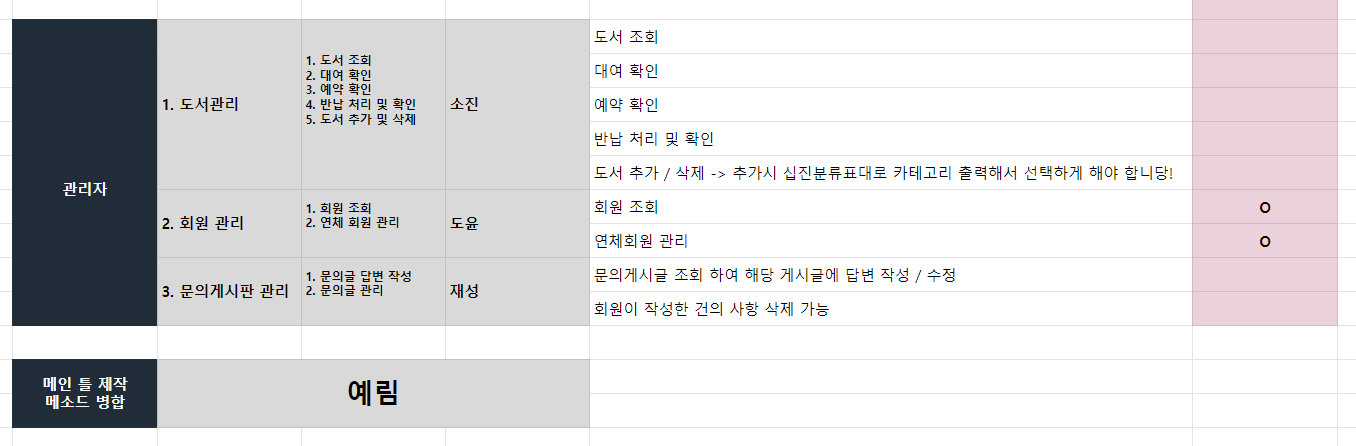 관리자
1. 도서관리
1. 도서 조회
2. 대여 확인
3. 예약 확인
4. 반납 처리 및 확인
5. 도서 추가 및 삭제
소진
도서 조회
대여 확인
예약 확인
반납 처리 및 확인
도서 추가 / 삭제 -> 추가시 십진분류표대로 카테고리 출력해서 선택하게 해야 합니당!
2. 회원 관리
1. 회원 조회
2. 연체 회원 관리
도윤
회원 조회
O
연체회원 관리
O
3. 문의게시판 관리
1. 문의글 답변 작성
2. 문의글 관리
재성
문의게시글 조회 하여 해당 게시글에 답변 작성 / 수정
회원이 작성한 건의 사항 삭제 가능
메인 틀 제작
메소드 병합
예림